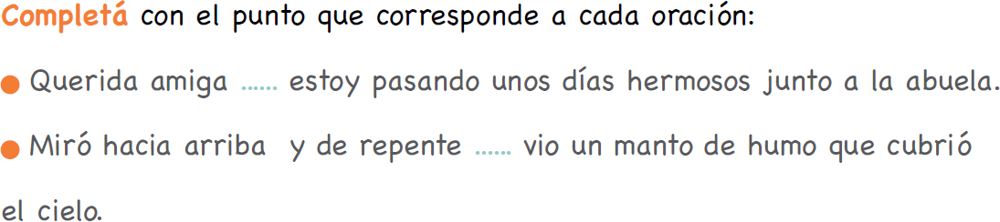 Completá con el punto que corresponde a cada oración:
● Querida amiga ...... estoy pasando unos días hermosos junto a la abuela.
● Miró hacia arriba  y de repente ...... vio un manto de humo que cubrió
el cielo.